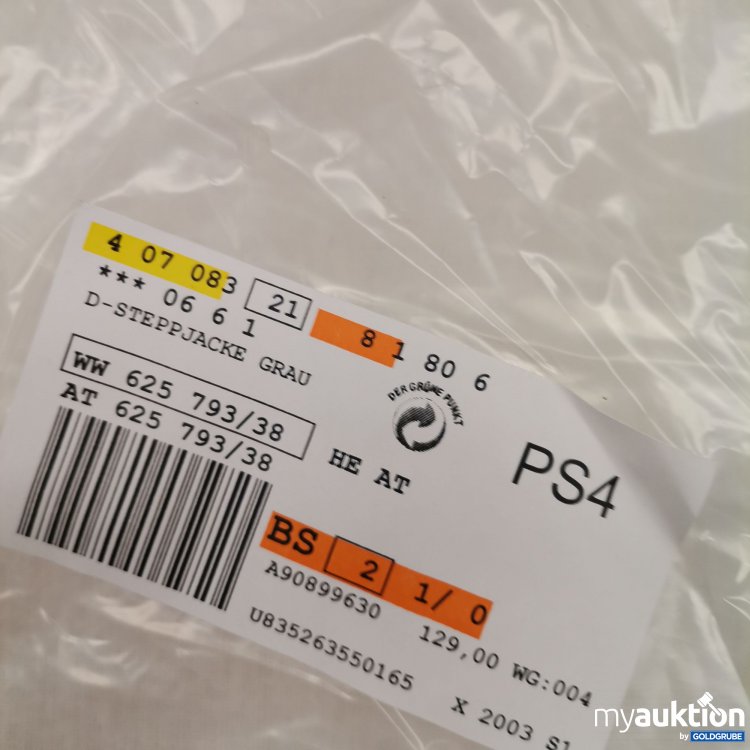 4 07 083 21 8 1 80 6
*** 06 6 1
D-STEPPJACKE GRAU
DER GRÜNE PUNKT
WW 625 793/38
AT 625 793/38 HE AT
PS4
BS 2 1/ 0
A90899630 129,00 WG:004
U835263550165 X 2003 S1
myauktion
by GOLDGRUBE